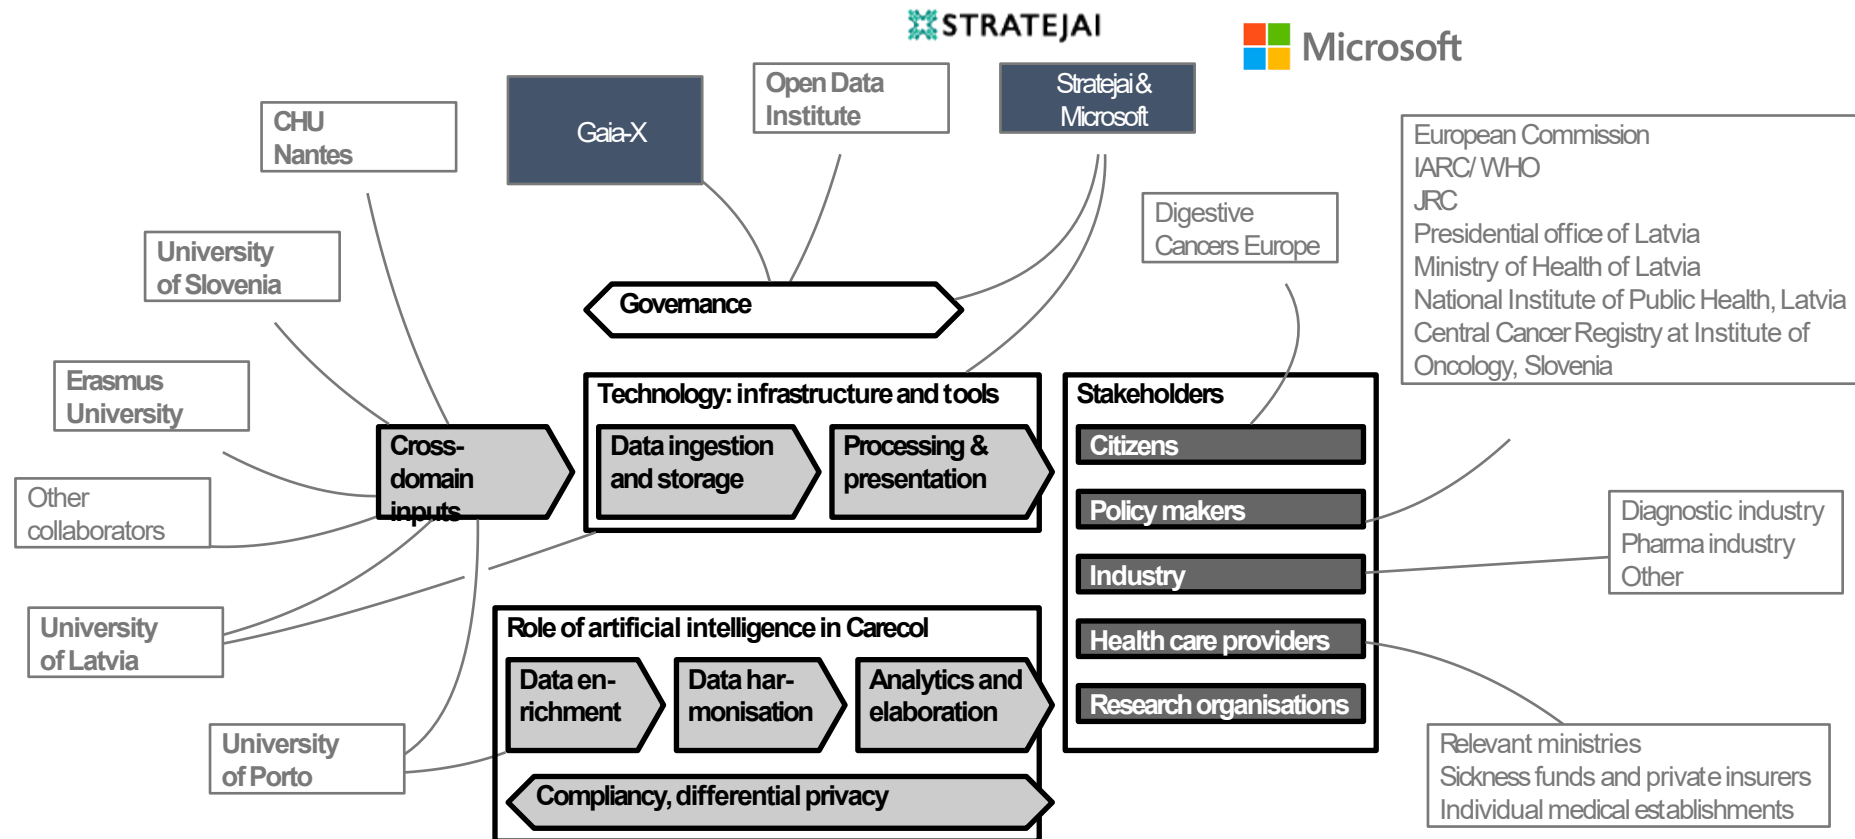 STRATEJAI
Microsoft
Gaia-X
Open Data
Institute
Stratejai &
Microsoft
CHU
Nantes
European Commission
IARC/ WHO
JRC
Presidential office of Latvia
Ministry of Health of Latvia
National Institute of Public Health, Latvia
Central Cancer Registry at Institute of
Oncology, Slovenia
Digestive
Cancers Europe
University
of Slovenia
Governance
Erasmus
University
Technology: infrastructure and tools
Stakeholders
Cross-
domain
inputs
Data ingestion
and storage
Processing &
presentation
Citizens
Policy makers
Industry
Health care providers
Research organisations
Other
collaborators
Diagnostic industry
Pharma industry
Other
University
of Latvia
Role of artificial intelligence in Carecol
Data en-
richment
Data har-
monisation
Analytics and
elaboration
University
of Porto
Compliancy, differential privacy
Relevant ministries
Sickness funds and private insurers
Individual medical establishments